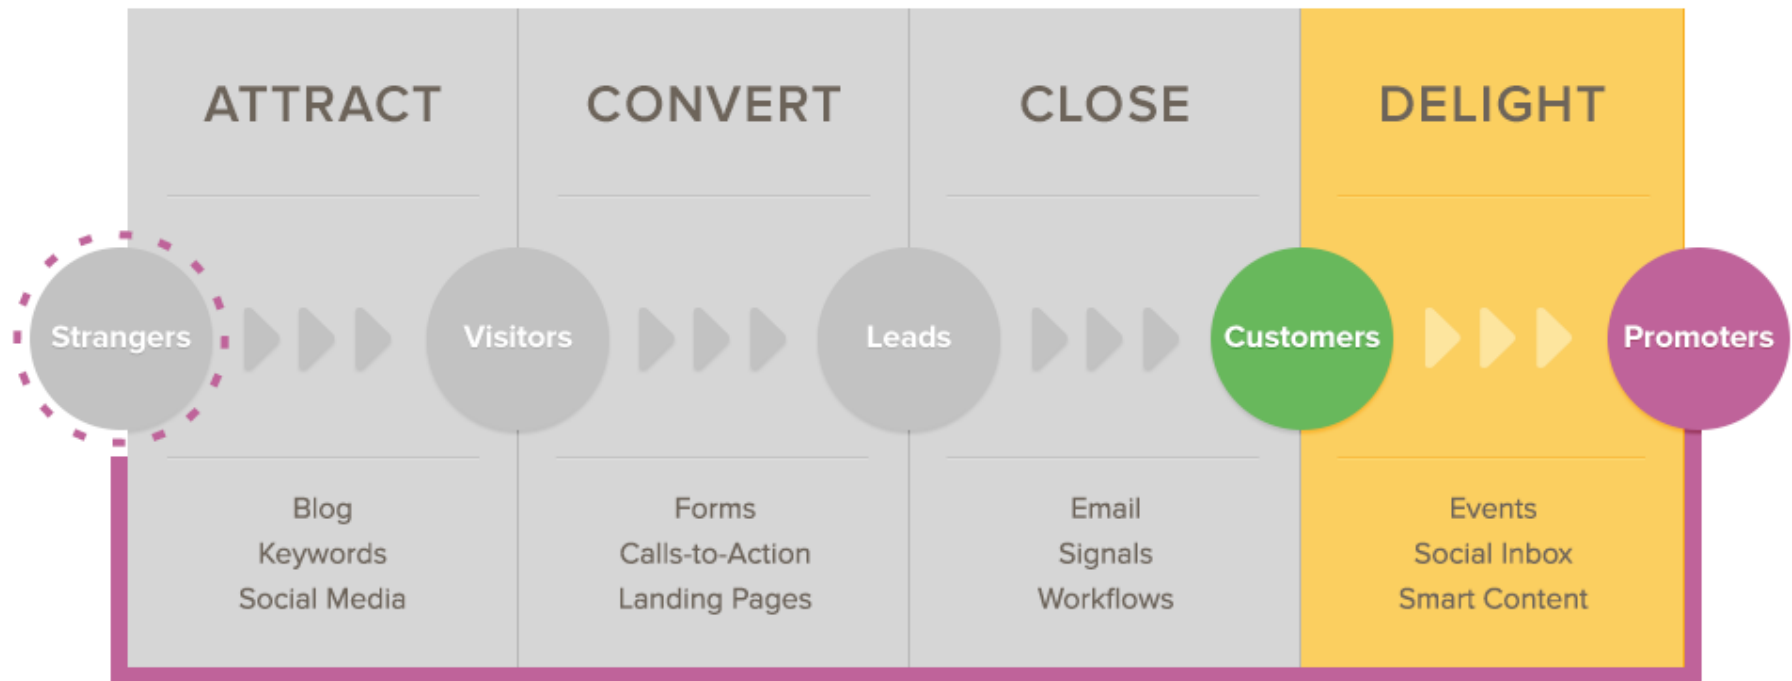 ATTRACT
CONVERT
CLOSE
DELIGHT
Strangers
Visitors
Leads
Customers
Promoters
Blog
Keywords
Social Media
Forms
Calls-to-Action
Landing Pages
Email
Signals
Workflows
Events
Social Inbox
Smart Content